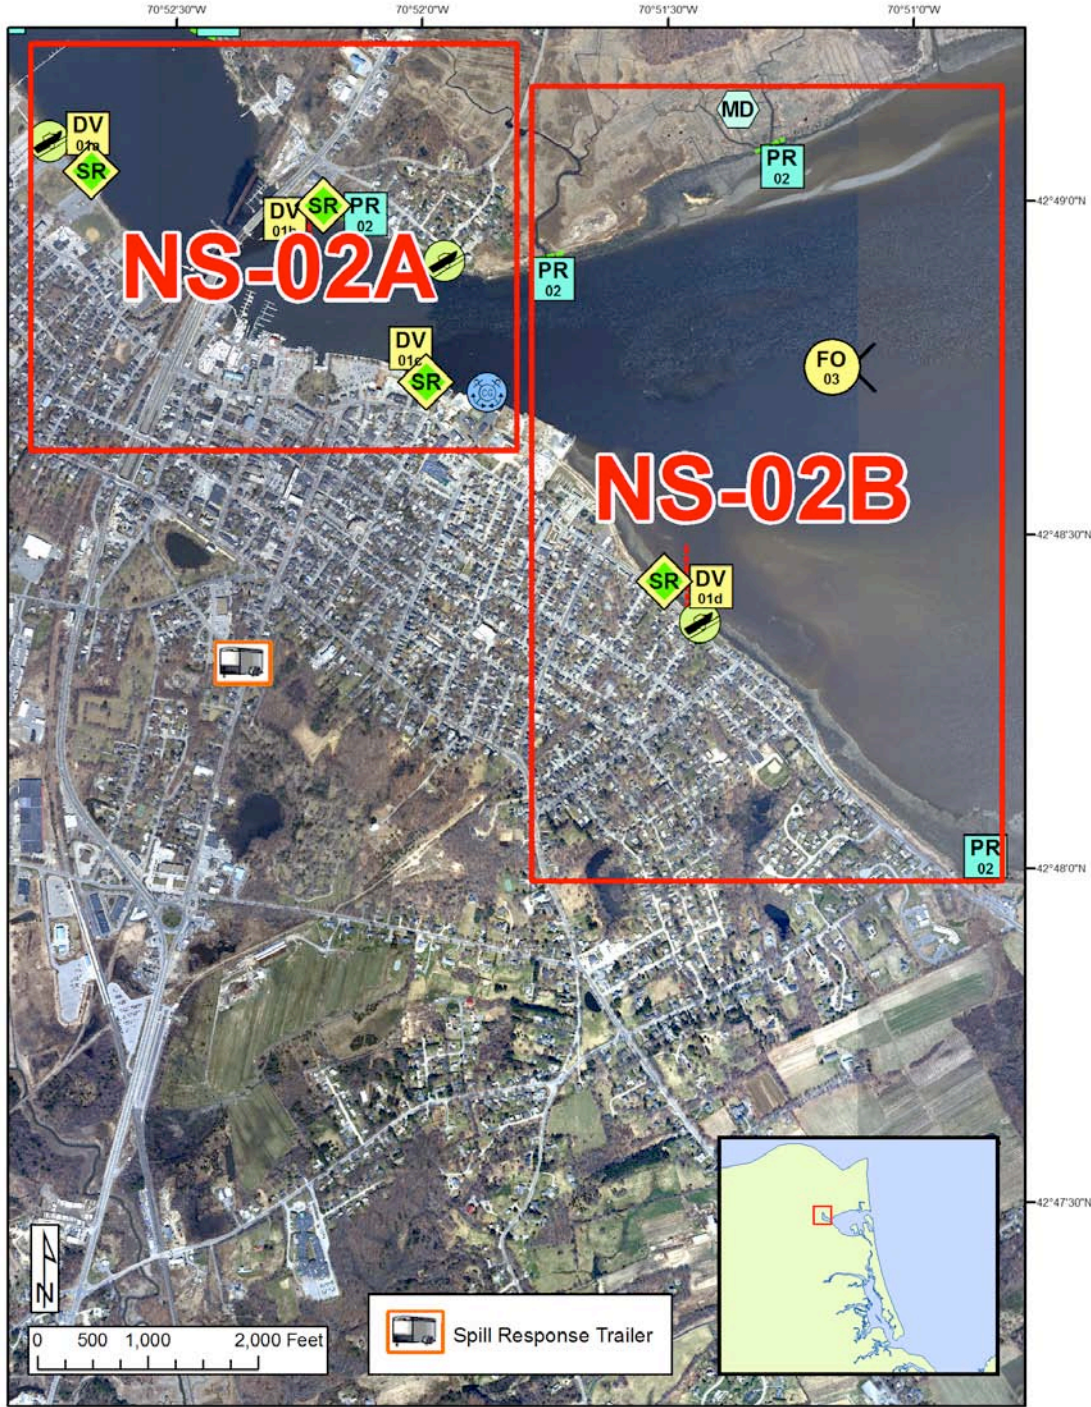 70°52'30"W
70°52'0"W
70°51'30"W
70°51'0"W
MD
DV
01a
SR
PR
02
DV
01b
SR
PR
02
42°49'0"N
NS-02A
PR
02
DV
01c
SR
CG
FO
03
NS-02B
42°48'30"N
SR
DV
01d
PR
02
42°48'0"N
42°47'30"N
N
0 500 1,000 2,000 Feet
Spill Response Trailer